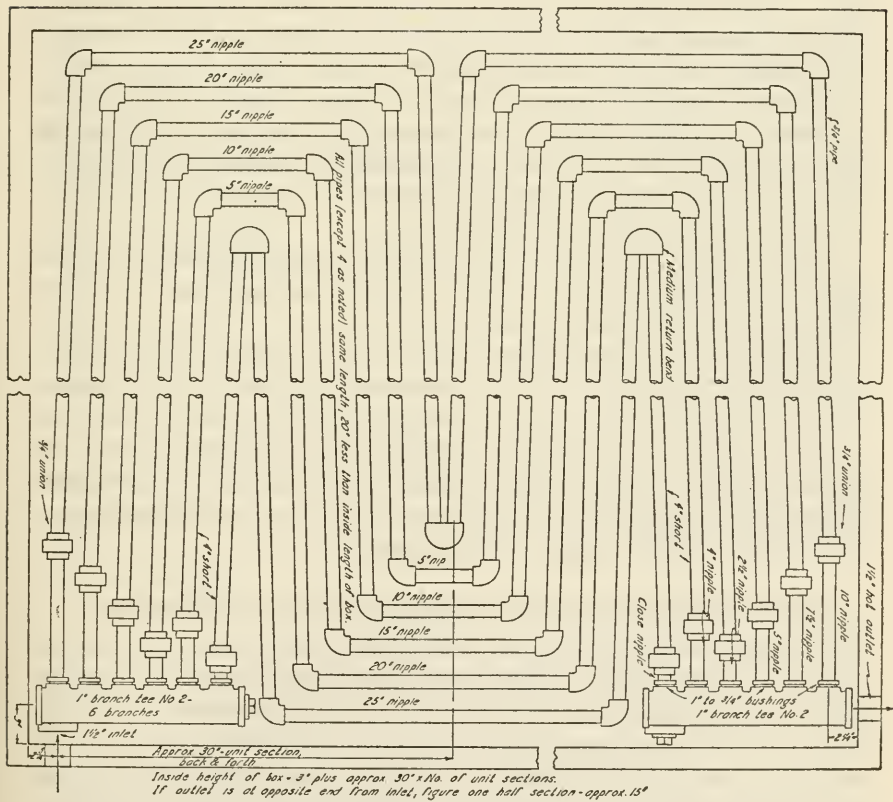 25" nipple
20" nipple
15" nipple
10" nipple
5" nipple
3/4" pipe
All pipes (except 4 as noted) same length, 20" less than inside length of box.
Medium return bend
3/4" union
4" short
5" nip
10" nipple
15" nipple
20" nipple
25" nipple
4" short
Close nipple
4" nipple
2 1/2" nipple
5" nipple
7 1/2" nipple
10" nipple
3/4" union
1 1/2" hot outlet
1" branch tee No 2-
6 branches
1 1/2" inlet
1" to 3/4" bushings
1" branch tee No. 2
Approx 30"-unit section,
back & forth
Inside height of box - 3" plus approx. 30" x No. of unit sections.
If outlet is at opposite end from inlet, figure one half section - approx. 15"